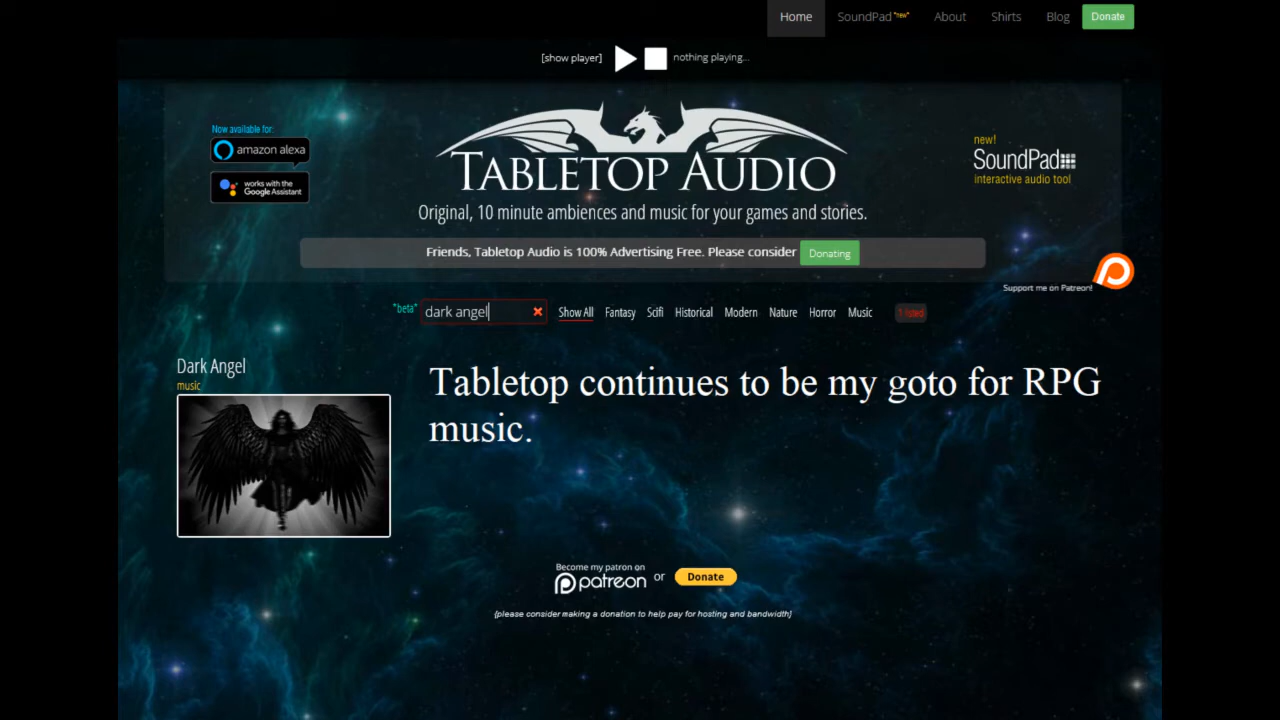 Home SoundPad *new* About Shirts Blog Donate
[show player] nothing playing...
Now available for:
amazon alexa
works with the
Google Assistant
TABLETOP AUDIO
Original, 10 minute ambiences and music for your games and stories.
new!
SoundPad
interactive audio tool
Friends, Tabletop Audio is 100% Advertising Free. Please consider Donating
Support me on Patreon!
*beta* dark angel Show All Fantasy Scifi Historical Modern Nature Horror Music 1 listed
Dark Angel
music
Tabletop continues to be my goto for RPG
music.
Become my patron on
patreon or Donate
{please consider making a donation to help pay for hosting and bandwidth}